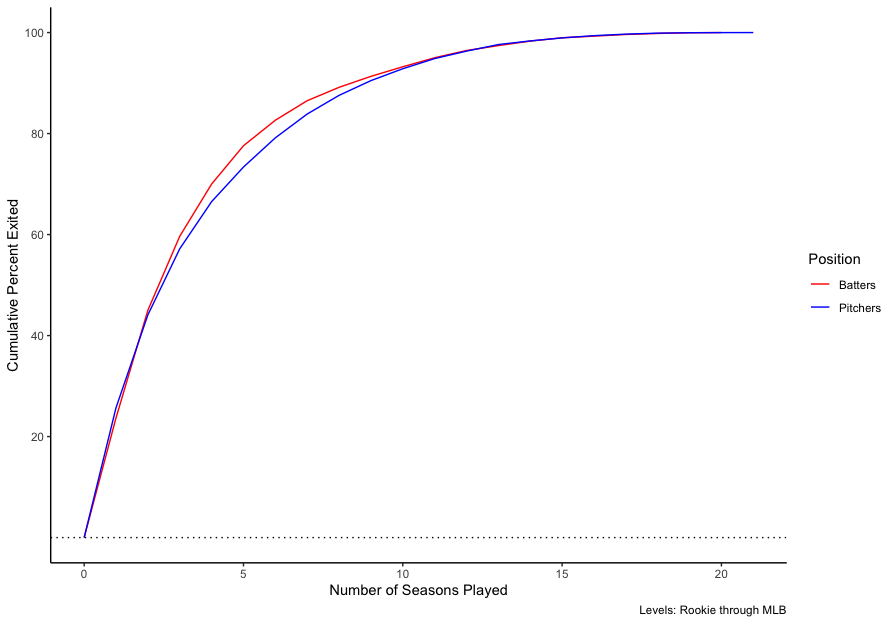 100
80
60
40
20
Cumulative Percent Exited
0 5 10 15 20
Number of Seasons Played
Position
Batters
Pitchers
Levels: Rookie through MLB